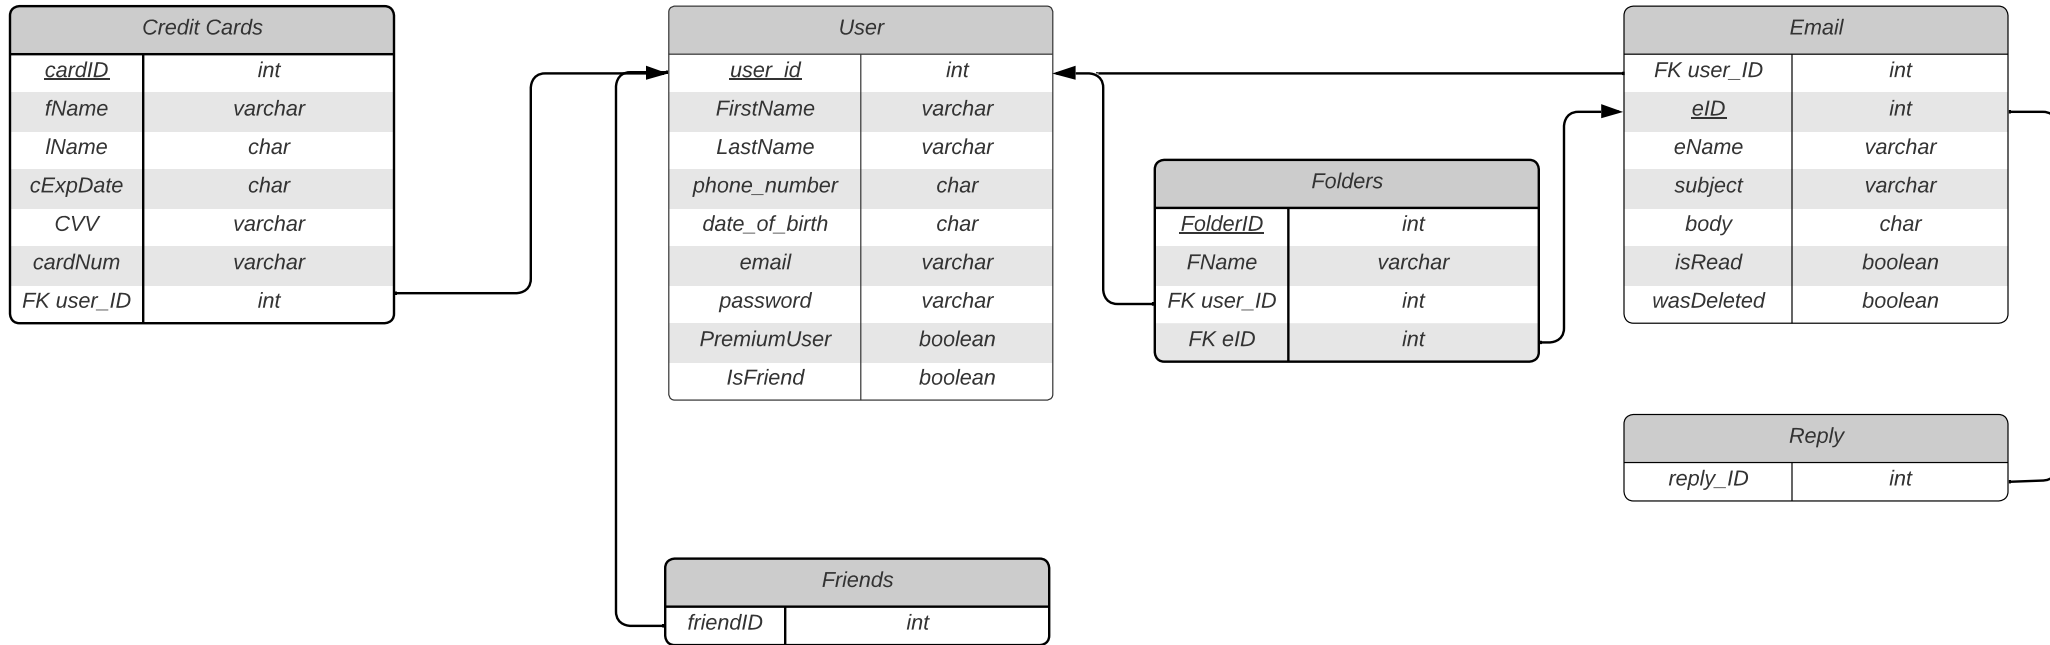 Credit Cards
cardID int
fName varchar
lName char
cExpDate char
CVV varchar
cardNum varchar
FK user_ID int
User
user_id int
FirstName varchar
LastName varchar
phone_number char
date_of_birth char
email varchar
password varchar
PremiumUser boolean
IsFriend boolean
Folders
FolderID int
FName varchar
FK user_ID int
FK eID int
Email
FK user_ID int
eID int
eName varchar
subject varchar
body char
isRead boolean
wasDeleted boolean
Reply
reply_ID int
Friends
friendID int